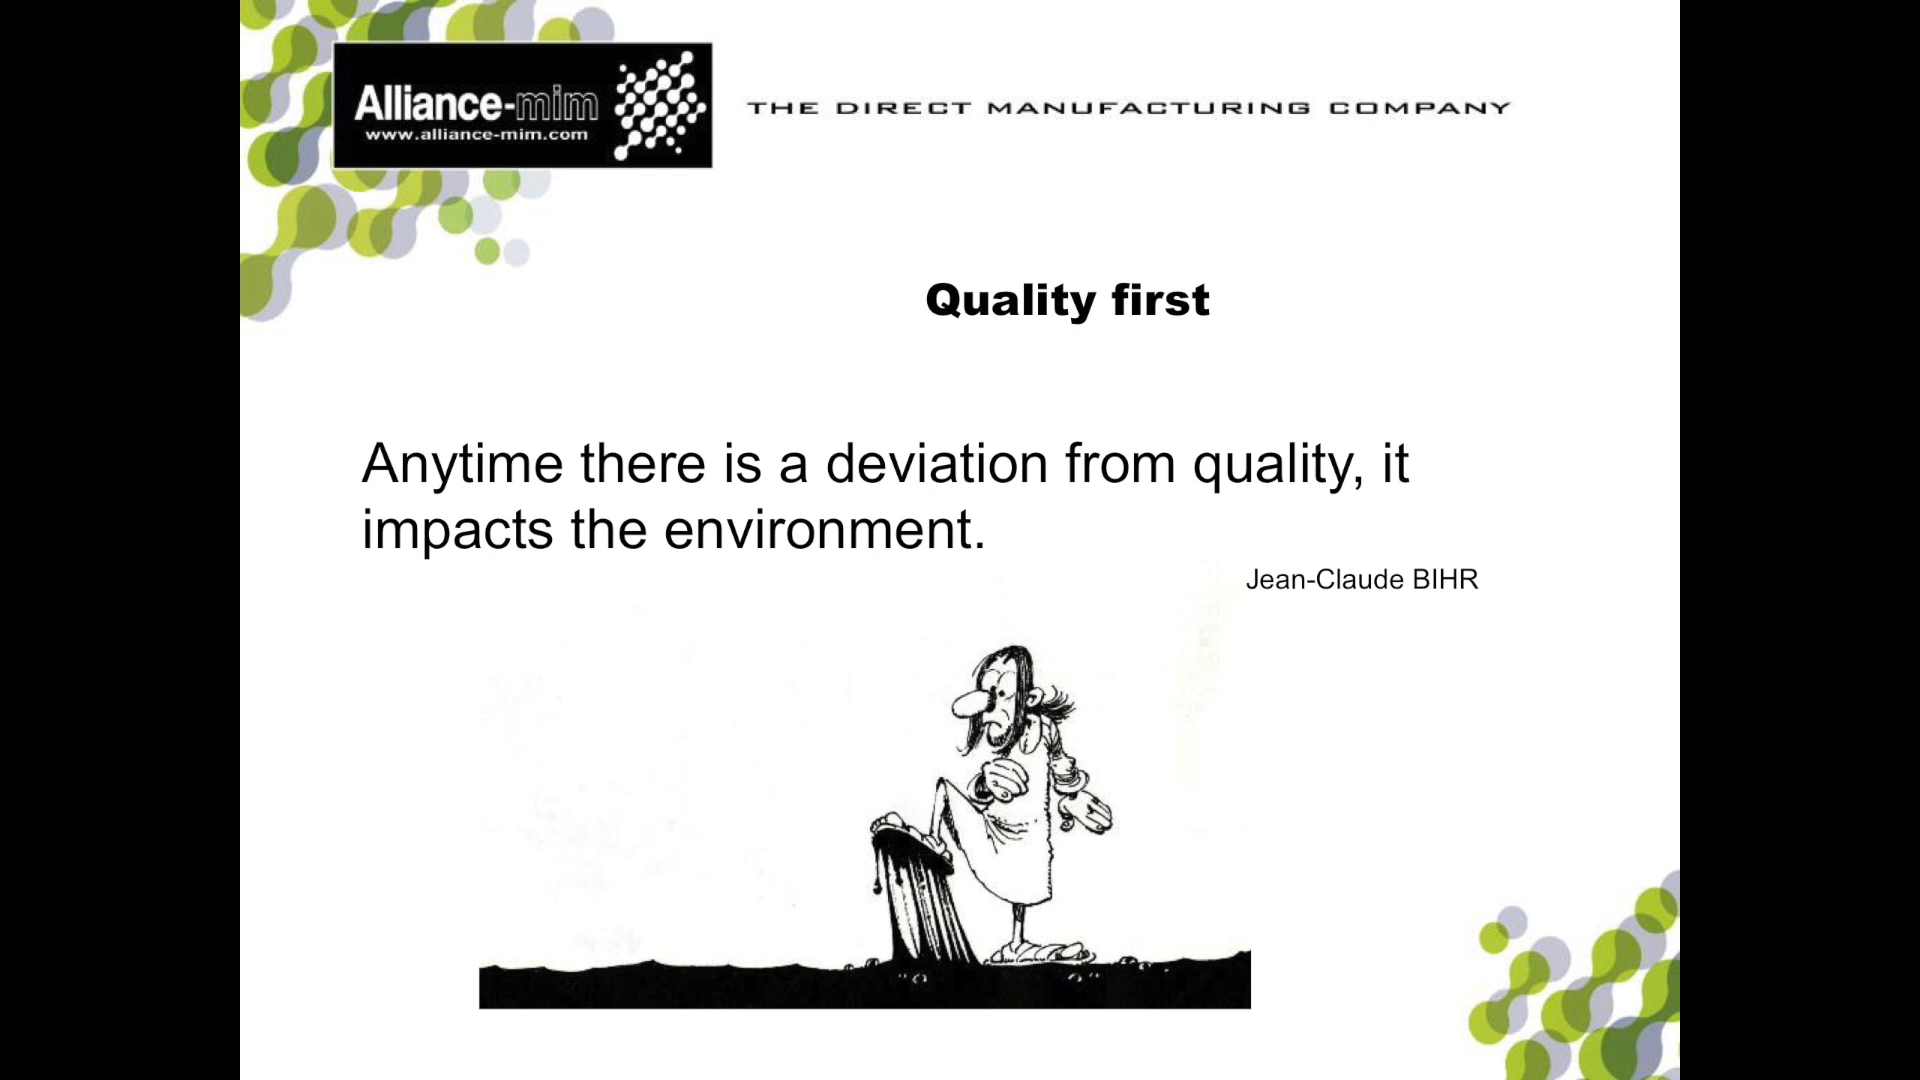 Alliance-mim
www.alliance-mim.com
THE DIRECT MANUFACTURING COMPANY
Quality first
Anytime there is a deviation from quality, it
impacts the environment.
Jean-Claude BIHR